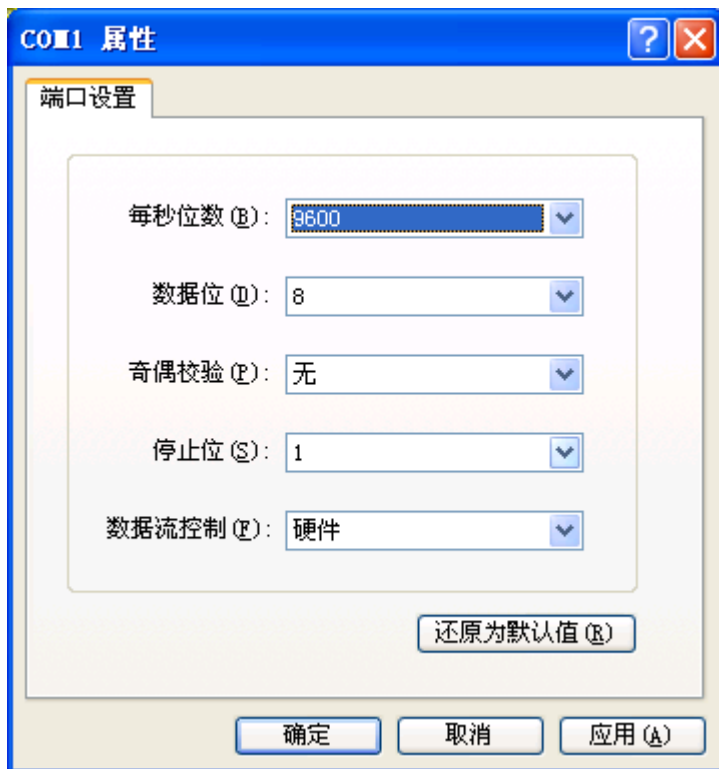 COM1 属性
端口设置
每秒位数(B): 9600
数据位(D): 8
奇偶校验(P): 无
停止位(S): 1
数据流控制(F): 硬件
还原为默认值(R)
确定 取消 应用(A)